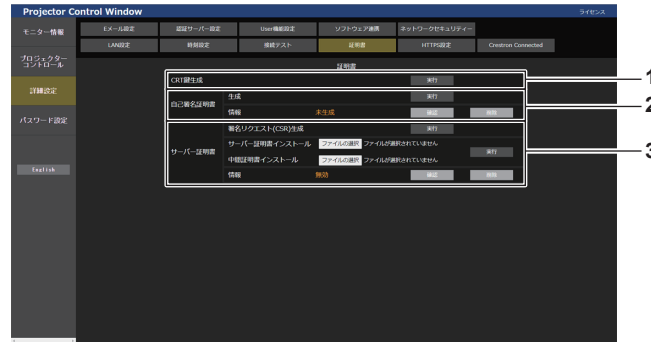 Projector Control Window
ライセンス
モニター情報
プロジェクター
コントロール
詳細設定
パスワード設定
English
Eメール設定 認証サーバー設定 User機能設定 ソフトウェア連携 ネットワークセキュリティー
LAN設定 時刻設定 接続テスト 証明書 HTTPS設定 Crestron Connected
証明書
CRT鍵生成 実行 1
自己署名証明書
生成 実行
情報 未生成 確認 削除 2
サーバー証明書
署名リクエスト(CSR)生成 実行
サーバー証明書インストール ファイルの選択 ファイルが選択されていません
実行 3
中間証明書インストール ファイルの選択 ファイルが選択されていません
情報 無効 確認 削除